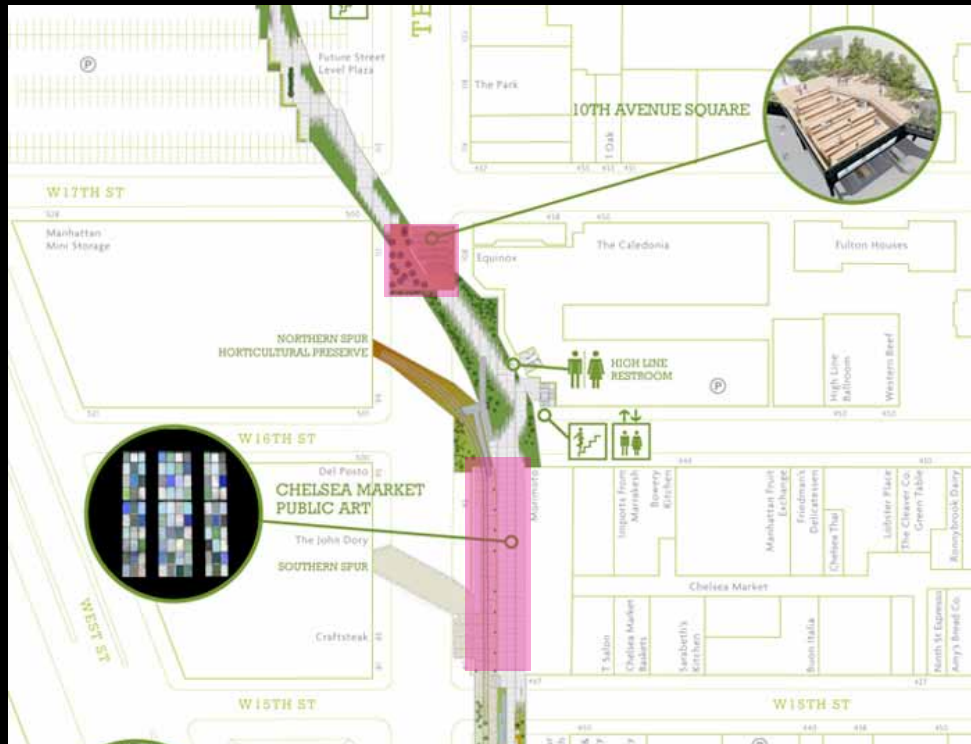 TE
Future Street
Level Plaza
P
The Park
1 Oak
10TH AVENUE SQUARE
W 17TH ST
Manhattan
Mini Storage
Equinox
The Caledonia
Fulton Houses
NORTHERN SPUR
HORTICULTURAL PRESERVE
HIGH LINE
RESTROOM
P
High Line
Ballroom
Western Beef
W16TH ST
Del Posto
CHELSEA MARKET
PUBLIC ART
The John Dory
SOUTHERN SPUR
Craftsteak
WEST ST
Morimoto
Imports From
Marrakesh
Bowery
Kitchen
Manhattan Fruit
Exchange
Friedman's
Delicatessen
Chelsea Thai
Lobster Place
The Cleaver Co.
Green Table
Ronnybrook Dairy
Chelsea Market
T Salon
Chelsea Market
Baskets
Sarabeth's
Kitchen
Buon Italia
Ninth St Espresso
Amy's Bread Co.
W15TH ST
W15TH ST